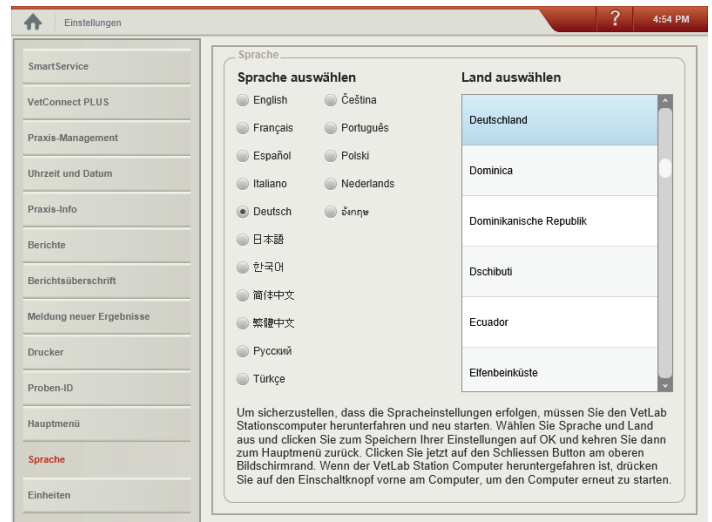 Einstellungen
?
4:54 PM
SmartService
VetConnect PLUS
Praxis-Management
Uhrzeit und Datum
Praxis-Info
Berichte
Berichtsüberschrift
Meldung neuer Ergebnisse
Drucker
Proben-ID
Hauptmenü
Sprache
Einheiten
Sprache
Sprache auswählen
English
Čeština
Français
Português
Español
Polski
Italiano
Nederlands
Deutsch
อังกฤษ
日本語
한국어
简体中文
繁體中文
Русский
Türkçe
Land auswählen
Deutschland
Dominica
Dominikanische Republik
Dschibuti
Ecuador
Elfenbeinküste
Um sicherzustellen, dass die Spracheinstellungen erfolgen, müssen Sie den VetLab
Stationscomputer herunterfahren und neu starten. Wählen Sie Sprache und Land
aus und clicken Sie zum Speichern Ihrer Einstellungen auf OK und kehren Sie dann
zum Hauptmenü zurück. Clicken Sie jetzt auf den Schliessen Button am oberen
Bildschirmrand. Wenn der VetLab Station Computer heruntergefahren ist, drücken
Sie auf den Einschaltknopf vorne am Computer, um den Computer erneut zu starten.